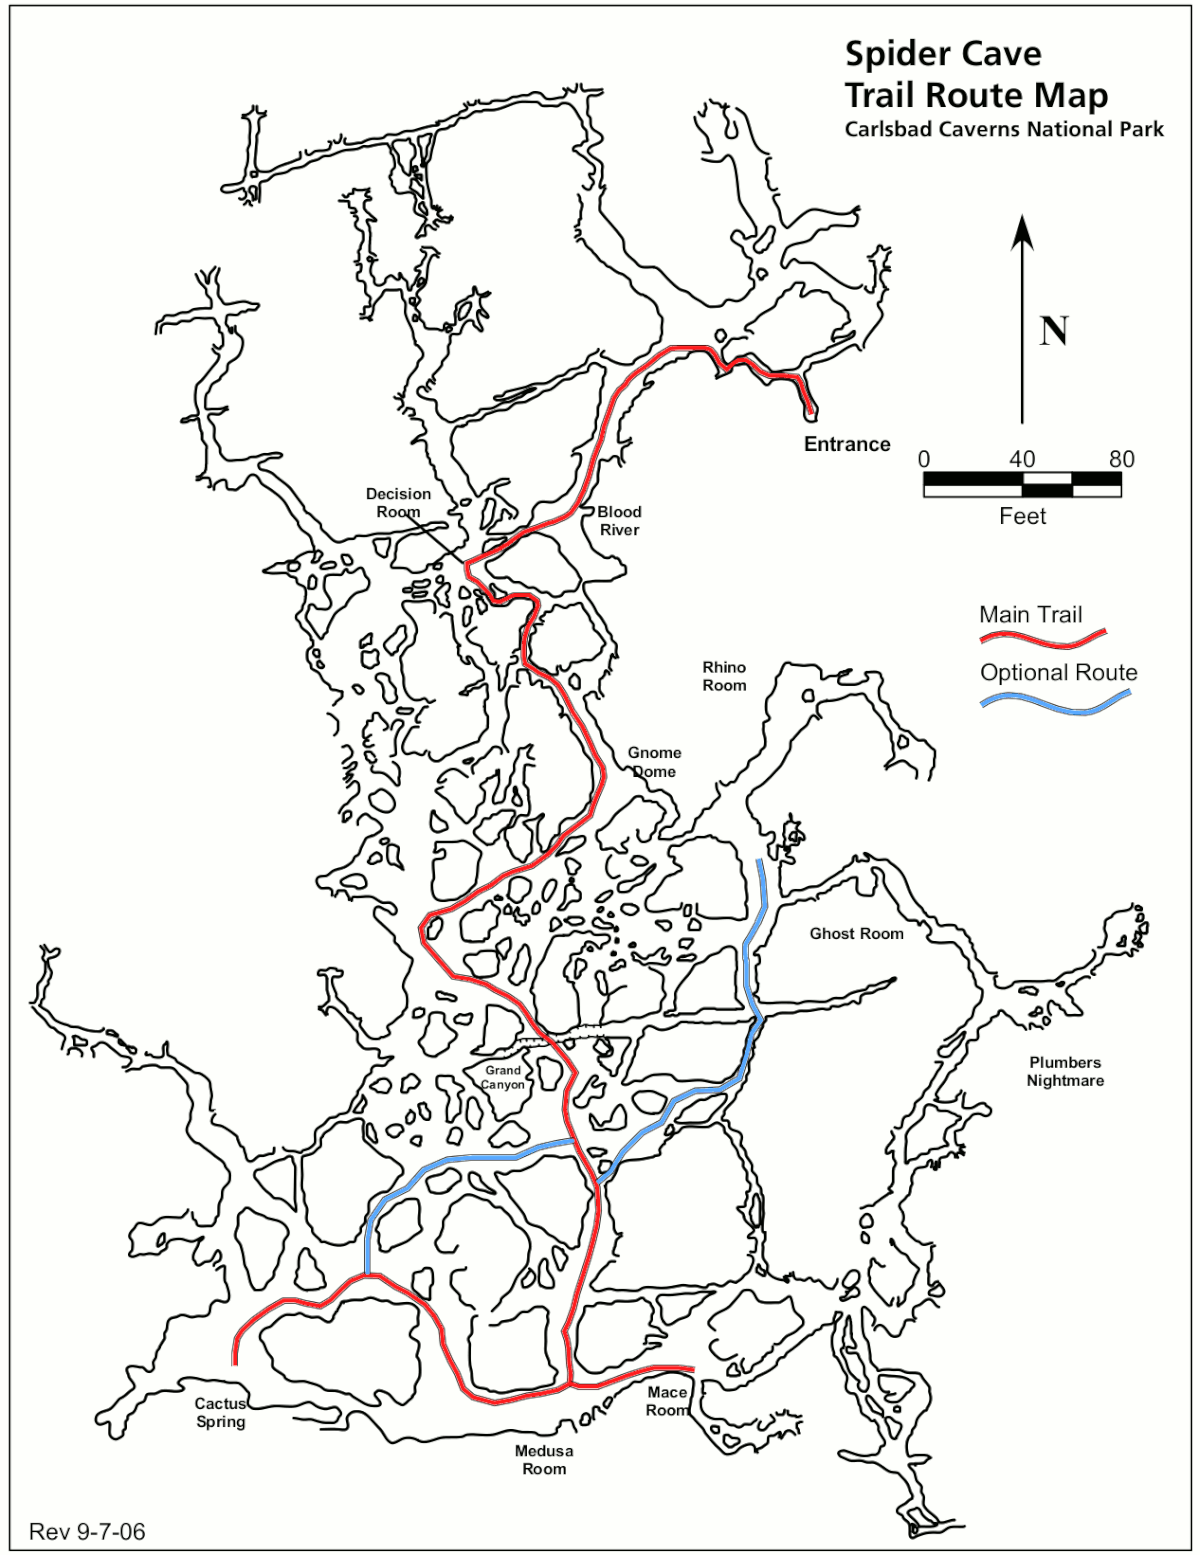 Spider Cave
Trail Route Map
Carlsbad Caverns National Park
N
Entrance
0 40 80
Feet
Decision
Room
Blood
River
Main Trail
Optional Route
Rhino
Room
Gnome
Dome
Ghost Room
Plumbers
Nightmare
Grand
Canyon
Cactus
Spring
Mace
Room
Medusa
Room
Rev 9-7-06